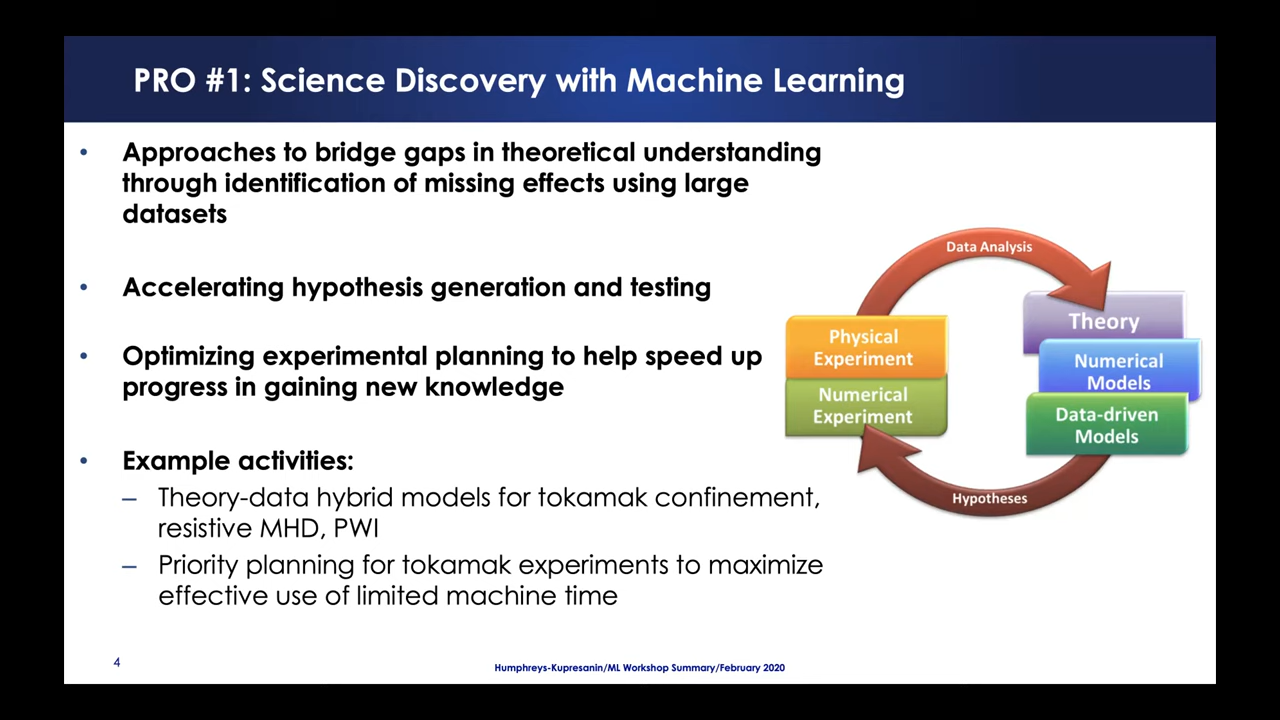 PRO #1: Science Discovery with Machine Learning
• Approaches to bridge gaps in theoretical understanding
through identification of missing effects using large
datasets
• Accelerating hypothesis generation and testing
• Optimizing experimental planning to help speed up
progress in gaining new knowledge
• Example activities:
– Theory-data hybrid models for tokamak confinement,
resistive MHD, PWI
– Priority planning for tokamak experiments to maximize
effective use of limited machine time
Data Analysis
Physical
Experiment
Numerical
Experiment
Theory
Numerical
Models
Data-driven
Models
Hypotheses
4
Humphreys-Kupresanin/ML Workshop Summary/February 2020